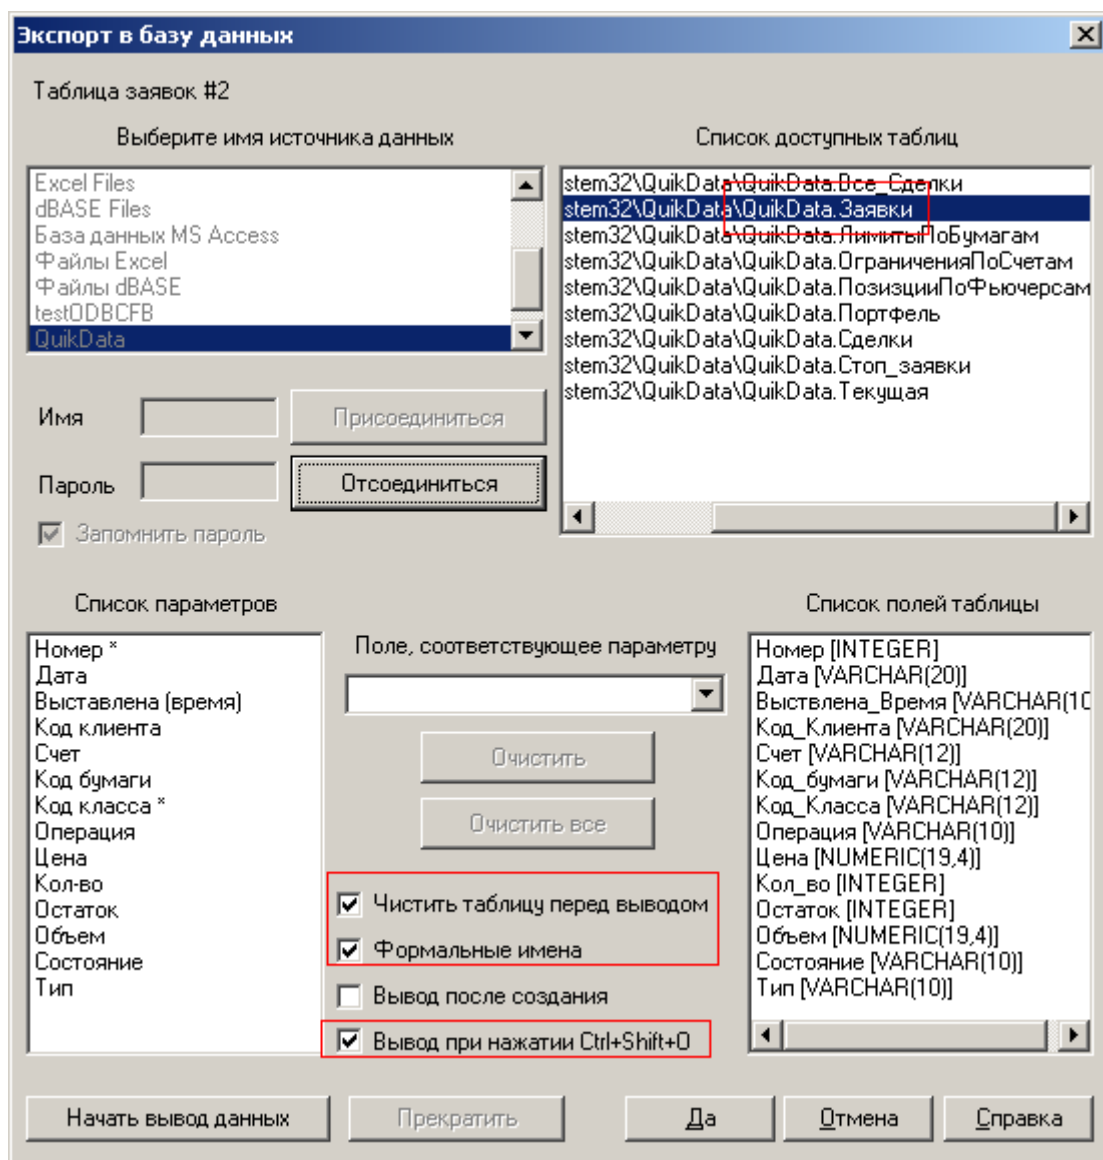 Экспорт в базу данных
Таблица заявок #2
Выберите имя источника данных
Excel Files
dBASE Files
База данных MS Access
Файлы Excel
Файлы dBASE
testODBCFB
QuikData
Список доступных таблиц
stem32\QuikData\QuikData.Все_Сделки
stem32\QuikData\QuikData.Заявки
stem32\QuikData\QuikData.ЛимитыПоБумагам
stem32\QuikData\QuikData.ОграниченияПоСчетам
stem32\QuikData\QuikData.ПозисцииПоФьючерсам
stem32\QuikData\QuikData.Портфель
stem32\QuikData\QuikData.Сделки
stem32\QuikData\QuikData.Стоп_заявки
stem32\QuikData\QuikData.Текущая
Имя
Присоединиться
Пароль
Отсоединиться
Запомнить пароль
Список параметров
Номер *
Дата
Выставлена (время)
Код клиента
Счет
Код бумаги
Код класса *
Операция
Цена
Кол-во
Остаток
Объем
Состояние
Тип
Поле, соответствующее параметру
Очистить
Очистить все
Чистить таблицу перед выводом
Формальные имена
Вывод после создания
Вывод при нажатии Ctrl+Shift+O
Список полей таблицы
Номер [INTEGER]
Дата [VARCHAR(20)]
Выствлена_Время [VARCHAR(10
Код_Клиента [VARCHAR(20)]
Счет [VARCHAR(12)]
Код_бумаги [VARCHAR(12)]
Код_Класса [VARCHAR(12)]
Операция [VARCHAR(10)]
Цена [NUMERIC(19,4)]
Кол_во [INTEGER]
Остаток [INTEGER]
Объем [NUMERIC(19,4)]
Состояние [VARCHAR(10)]
Тип [VARCHAR(10)]
Начать вывод данных
Прекратить
Да
Отмена
Справка